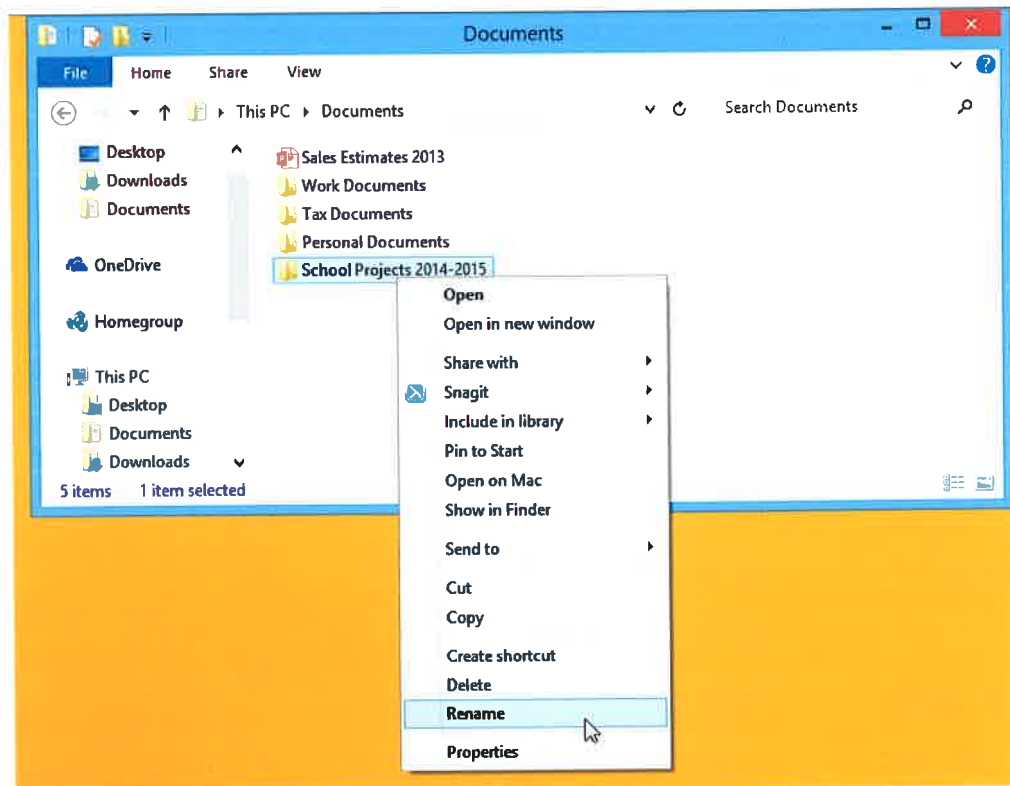 Documents
File Home Share View
This PC Documents
Search Documents
Desktop
Downloads
Documents
OneDrive
Homegroup
This PC
Desktop
Documents
Downloads
Sales Estimates 2013
Work Documents
Tax Documents
Personal Documents
School Projects 2014-2015
Open
Open in new window
Share with
Snagit
Include in library
Pin to Start
Open on Mac
Show in Finder
Send to
Cut
Copy
Create shortcut
Delete
Rename
Properties
5 items 1 item selected